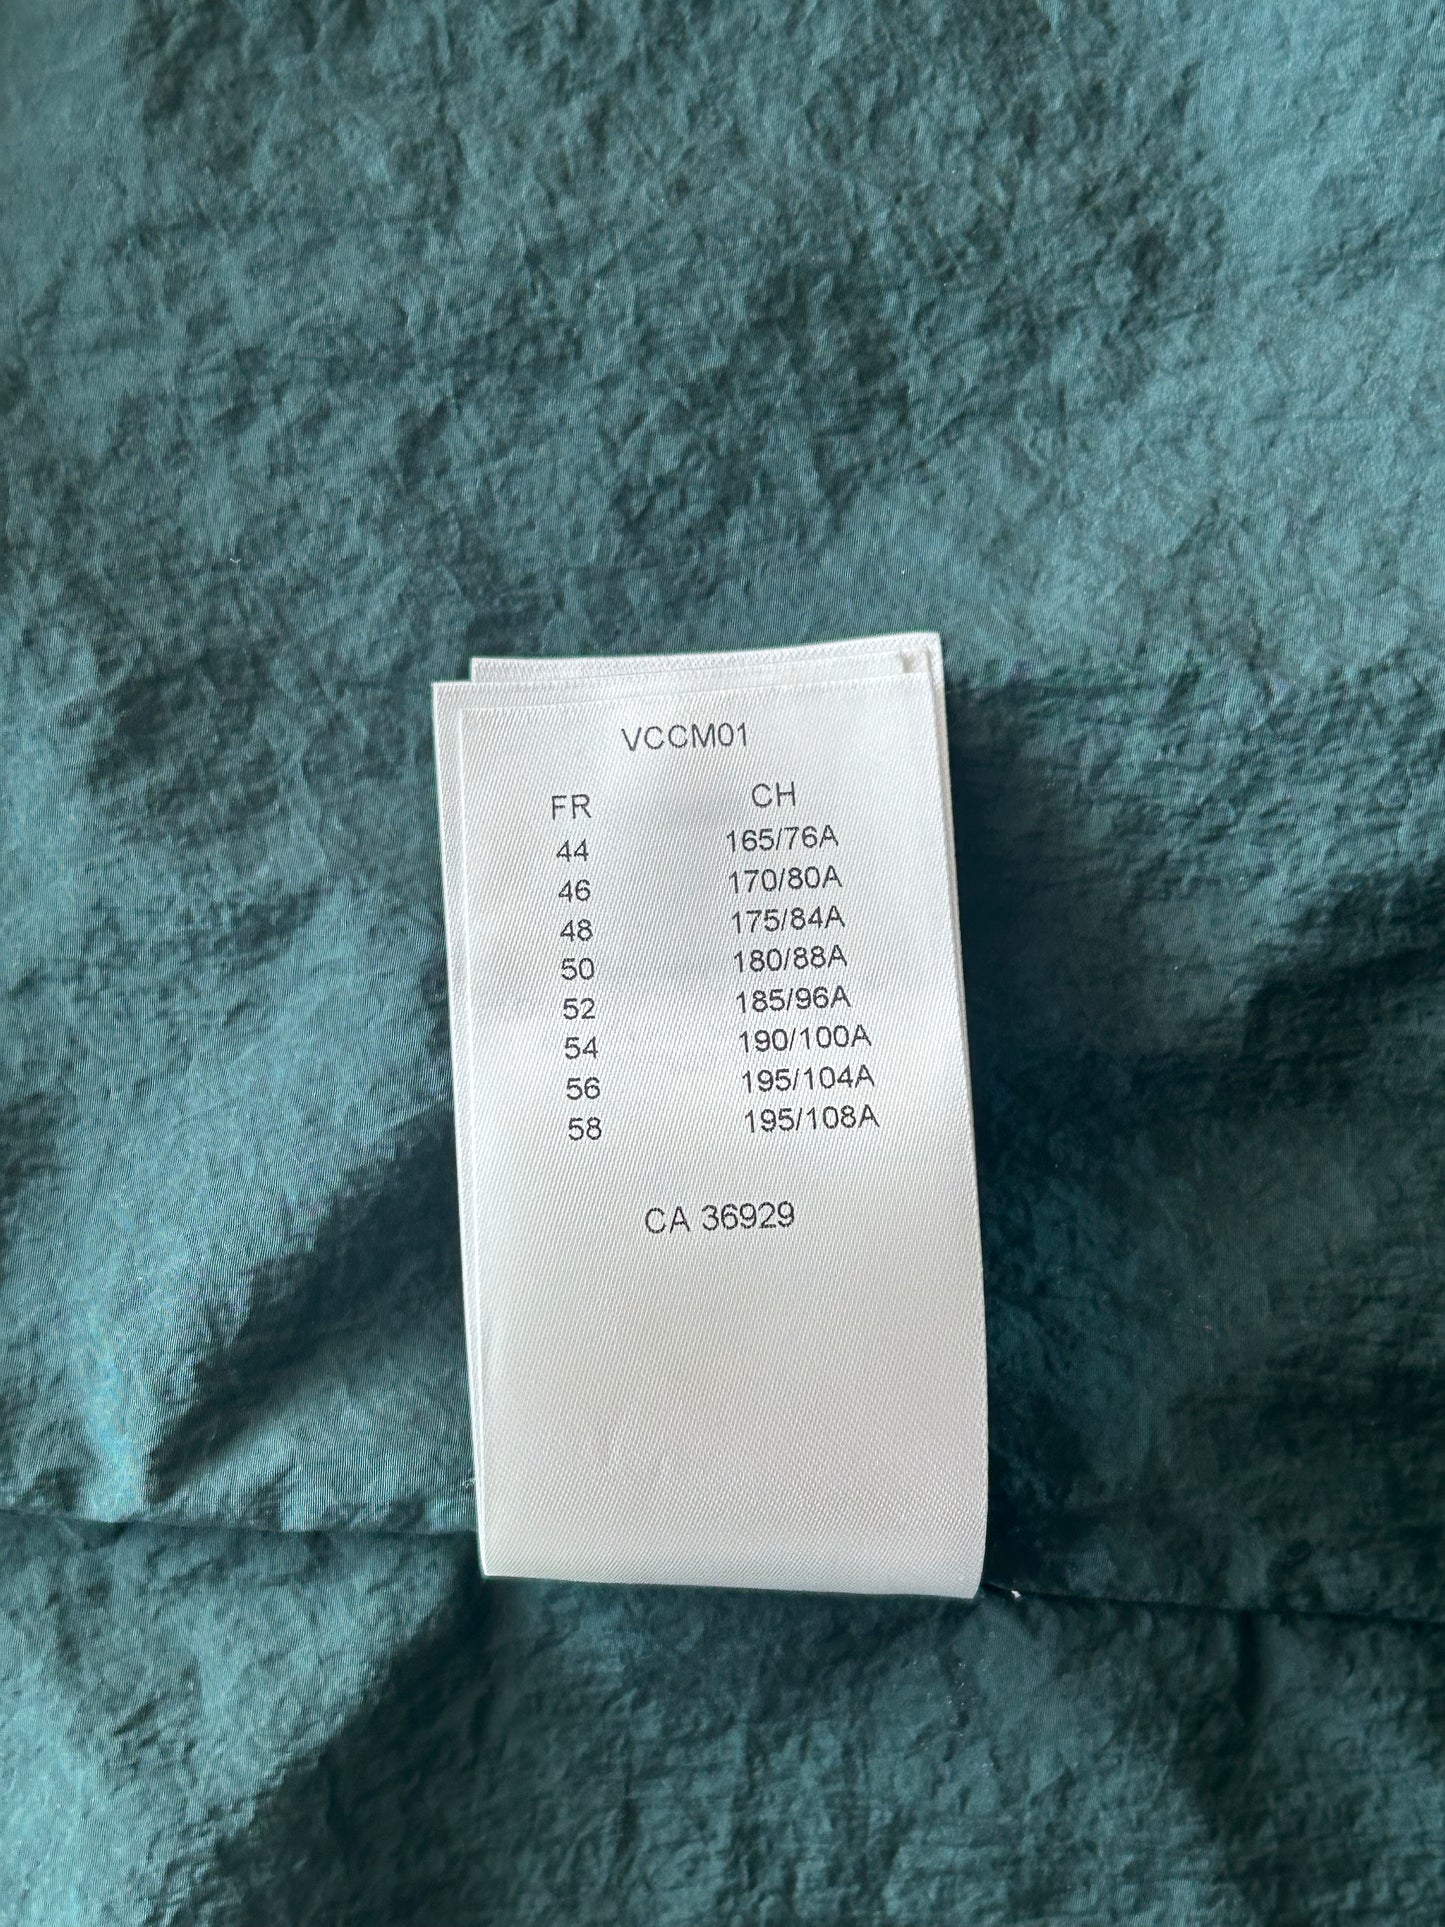 VCCM01
FR CH
44 165/76A
46 170/80A
48 175/84A
50 180/88A
52 185/96A
54 190/100A
56 195/104A
58 195/108A
CA 36929